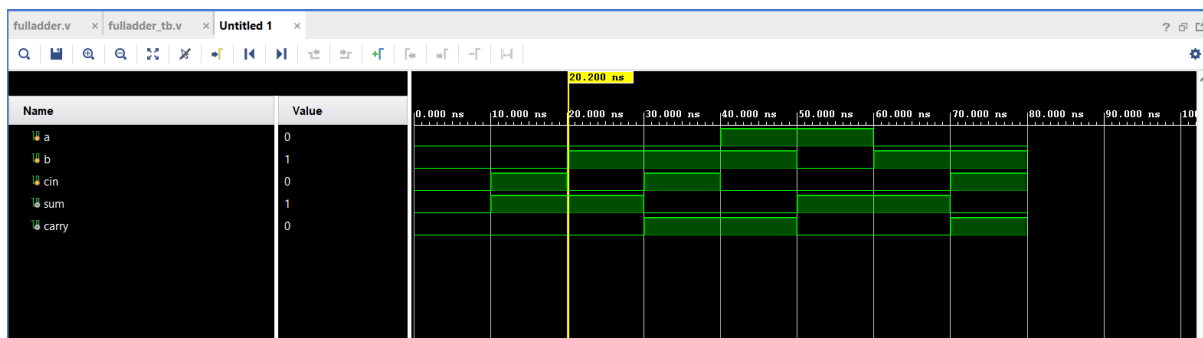 fulladder.v × fulladder_tb.v × Untitled 1 ×
?
20.200 ns
Name Value
0.000 ns 10.000 ns 20.000 ns 30.000 ns 40.000 ns 50.000 ns 60.000 ns 70.000 ns 80.000 ns 90.000 ns
a 0
b 1
cin 0
sum 1
carry 0